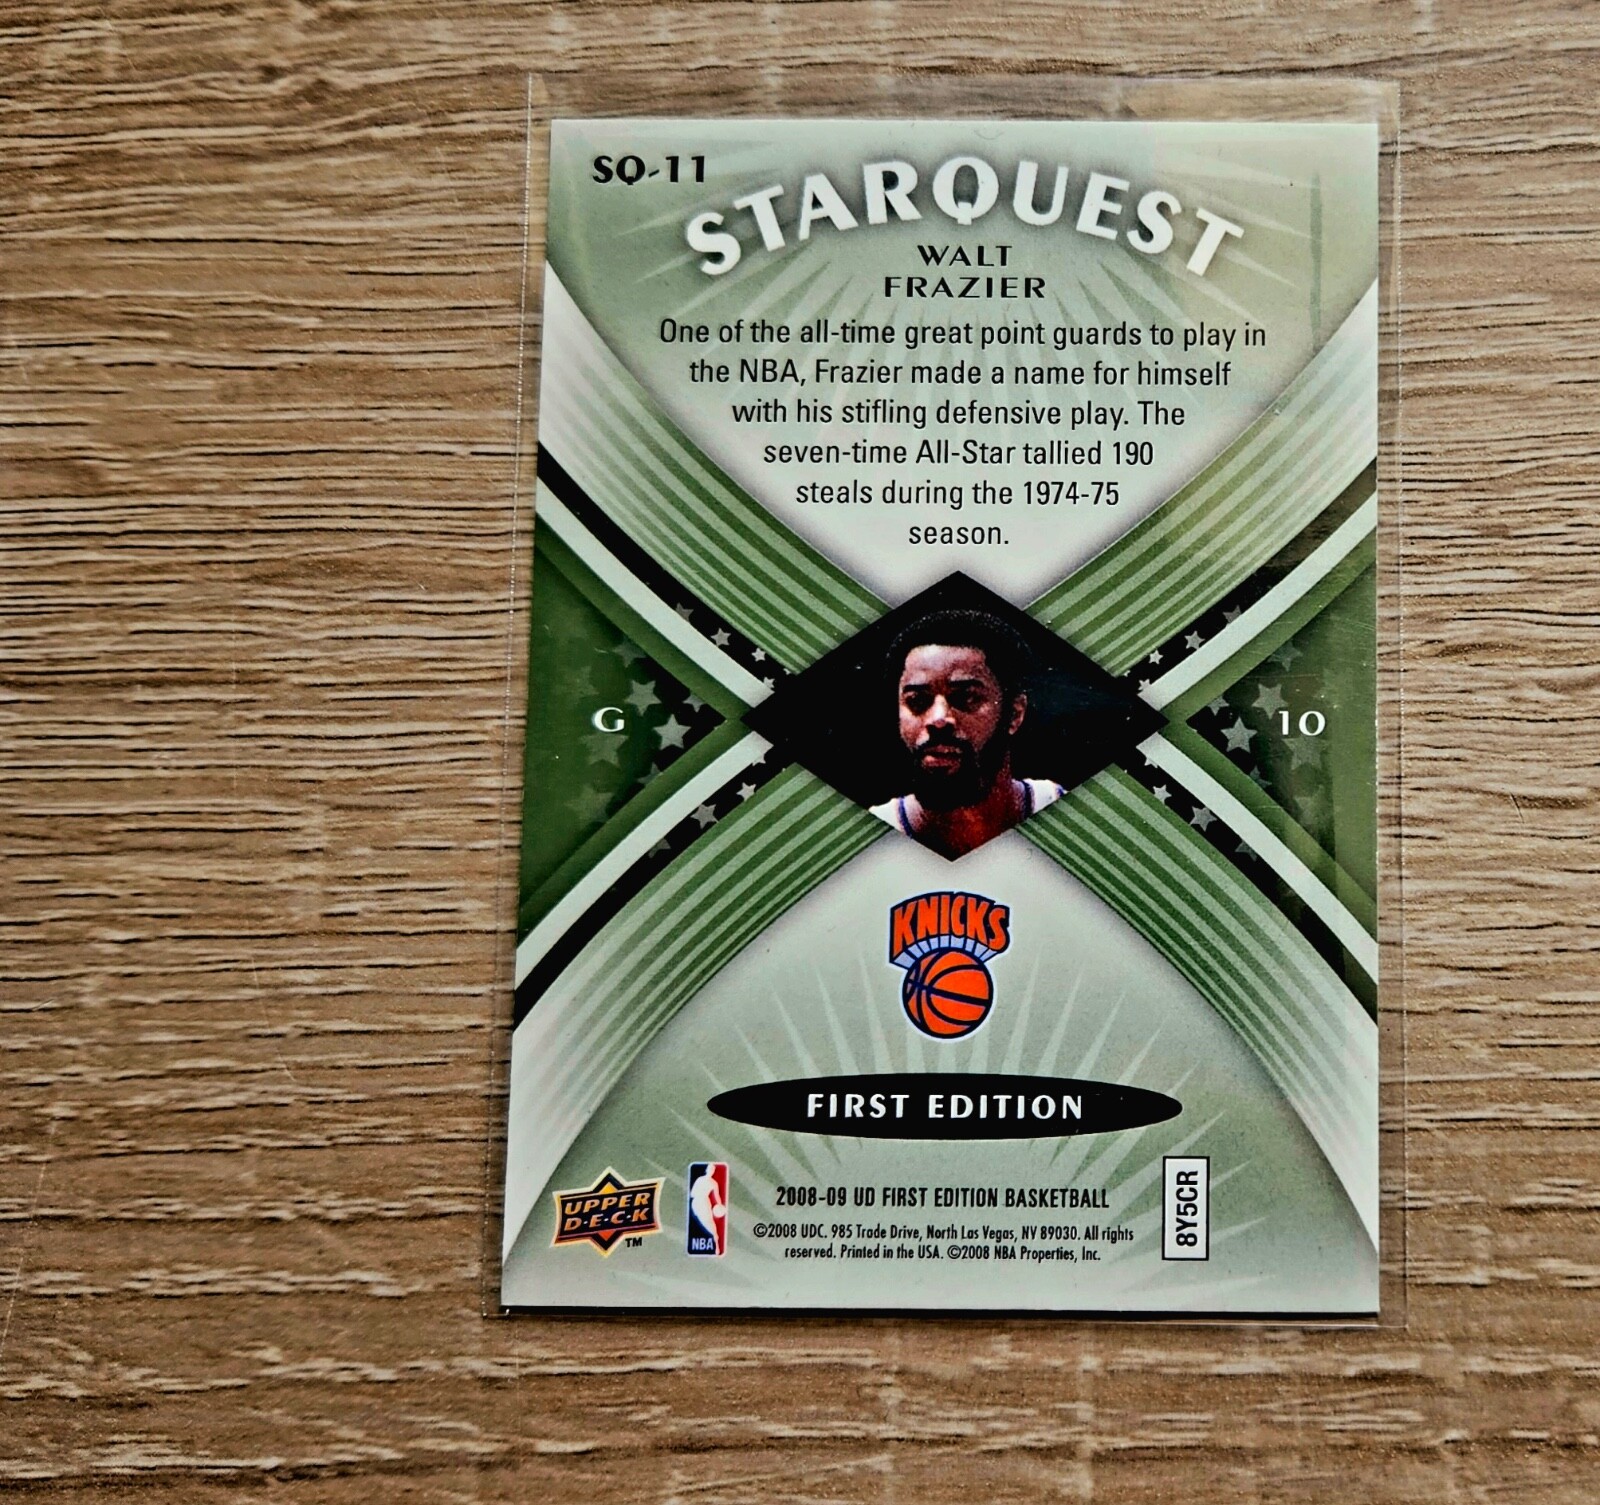 SQ-11
STARQUEST
WALT
FRAZIER
One of the all-time great point guards to play in
the NBA, Frazier made a name for himself
with his stifling defensive play. The
seven-time All-Star tallied 190
steals during the 1974-75
season.
G
10
KNICKS
FIRST EDITION
UPPER
D·E·C·K
TM
NBA
2008-09 UD FIRST EDITION BASKETBALL
©2008 UDC. 985 Trade Drive, North Las Vegas, NV 89030. All rights
reserved. Printed in the USA. ©2008 NBA Properties, Inc.
8Y5CR